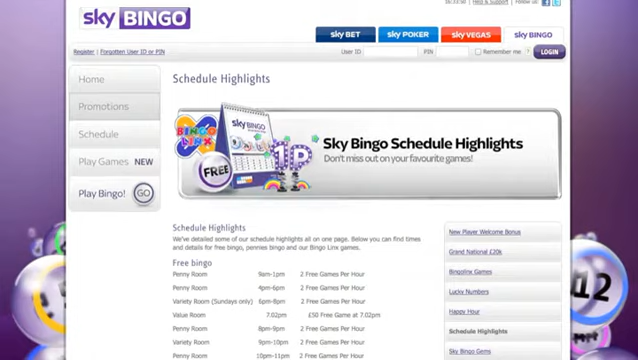 Help & Support
sky BINGO
sky BET
sky POKER
sky VEGAS
sky BINGO
Register | Forgotten User ID or PIN
User ID
PIN
Remember me
LOGIN
Home
Promotions
Schedule
Play Games NEW
Play Bingo! GO
Schedule Highlights
BINGO LINX
sky BINGO
FREE
1P
Sky Bingo Schedule Highlights
Don't miss out on your favourite games!
Schedule Highlights
We've detailed some of our schedule highlights all on one page. Below you can find times
and details for free bingo, pennies bingo and our Bingo Linx games.
Free bingo
Penny Room 9am-1pm 2 Free Games Per Hour
Penny Room 4pm-6pm 2 Free Games Per Hour
Variety Room (Sundays only) 6pm-8pm 2 Free Games Per Hour
Value Room 7.02pm £50 Free Game at 7.02pm
Penny Room 8pm-9pm 2 Free Games Per Hour
Variety Room 9pm-10pm 2 Free Games Per Hour
Penny Room 10pm-11pm 2 Free Games Per Hour
New Player Welcome Bonus
Grand National £20k
Bingolinx Games
Lucky Numbers
Happy Hour
Schedule Highlights
Sky Bingo Gems
12